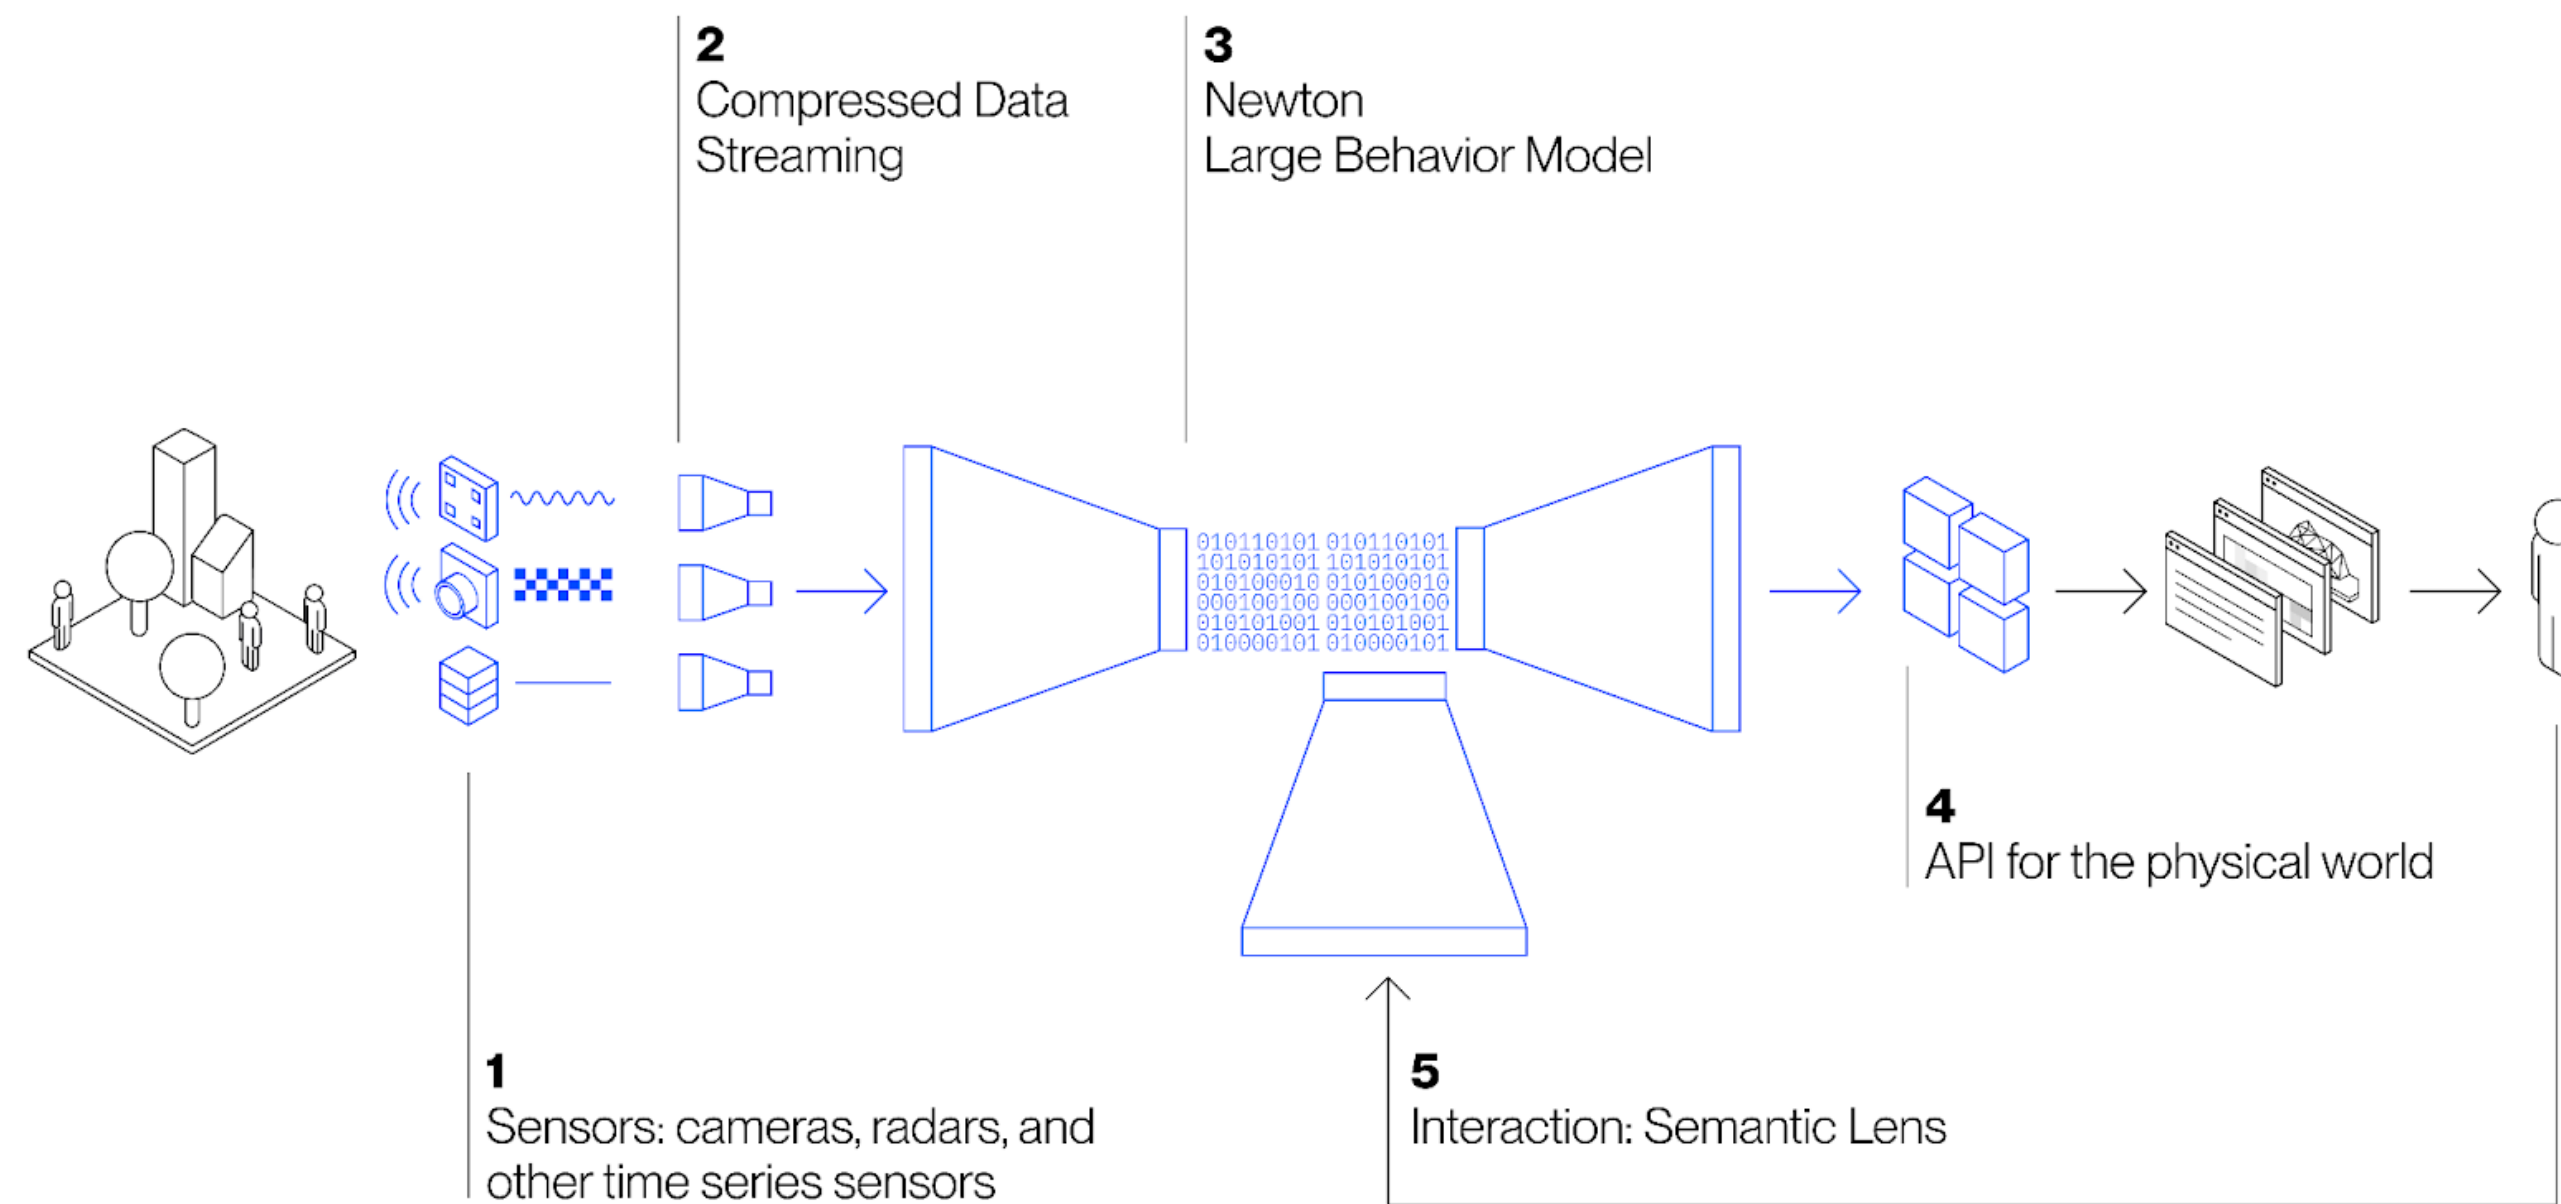 2
Compressed Data
Streaming
3
Newton
Large Behavior Model
010110101 010110101
101010101 101010101
010100010 010100010
000100100 000100100
010101001 010101001
010000101 010000101
4
API for the physical world
1
Sensors: cameras, radars, and
other time series sensors
5
Interaction: Semantic Lens